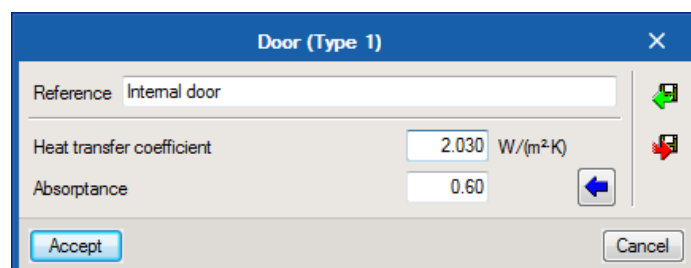 Door (Type 1)
Reference Internal door
Heat transfer coefficient 2.030 W/(m²·K)
Absorptance 0.60
Accept Cancel